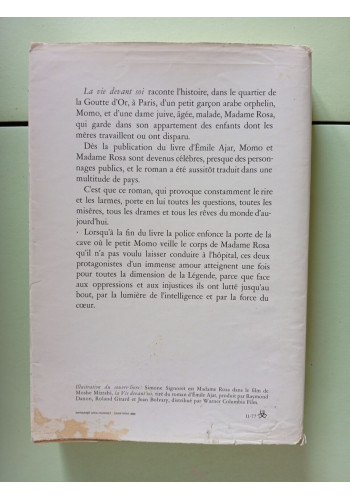 La vie devant soi raconte l'histoire, dans le quartier de
la Goutte d'Or, à Paris, d'un petit garçon arabe orphelin,
Momo, et d'une dame juive, âgée, malade, Madame Rosa,
qui garde dans son appartement des enfants dont les
mères travaillent ou ont disparu.
Dès la publication du livre d'Émile Ajar, Momo et
Madame Rosa sont devenus célèbres, presque des person-
nages publics, et le roman a été aussitôt traduit dans une
multitude de pays.
C'est que ce roman, qui provoque constamment le rire
et les larmes, porte en lui toutes les questions, toutes les
misères, tous les drames et tous les rêves du monde d'au-
jourd'hui.
Lorsqu'à la fin du livre la police enfonce la porte de
la cave où le petit Momo veille le corps de Madame Rosa
qu'il n'a pas voulu laisser conduire à l'hôpital, ces deux
protagonistes d'un immense amour atteignent une fois
pour toutes la dimension de la Légende, parce que face
aux oppressions et aux injustices ils ont lutté jusqu'au
bout, par la lumière de l'intelligence et par la force du
cœur.
Illustration du couvre-livre : Simone Signoret est Madame Rosa dans le film de
Moshe Mizrahi, la Vie devant soi, tiré du roman d'Émile Ajar, produit par Raymond
Danon, Roland Girard et Jean Bolvary, distribué par Warner Columbia Film.
11-77